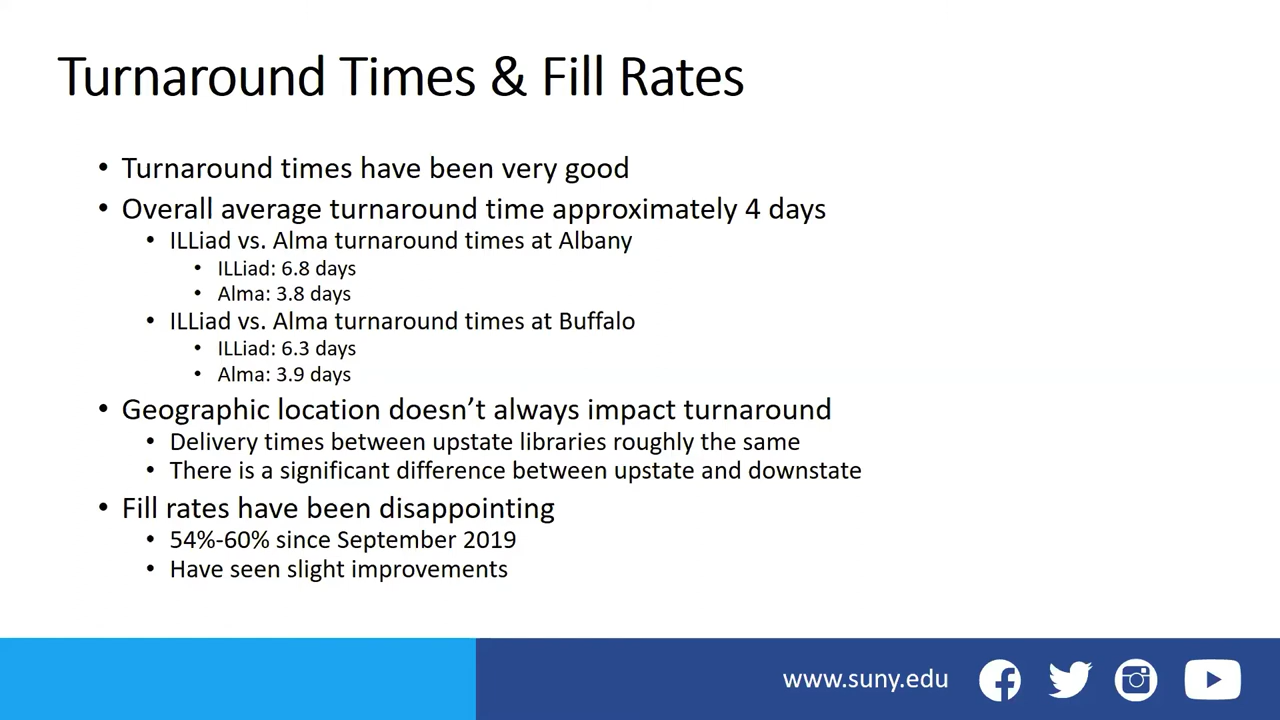 Turnaround Times & Fill Rates
• Turnaround times have been very good
• Overall average turnaround time approximately 4 days
• ILLiad vs. Alma turnaround times at Albany
• ILLiad: 6.8 days
• Alma: 3.8 days
• ILLiad vs. Alma turnaround times at Buffalo
• ILLiad: 6.3 days
• Alma: 3.9 days
• Geographic location doesn’t always impact turnaround
• Delivery times between upstate libraries roughly the same
• There is a significant difference between upstate and downstate
• Fill rates have been disappointing
• 54%-60% since September 2019
• Have seen slight improvements
www.suny.edu